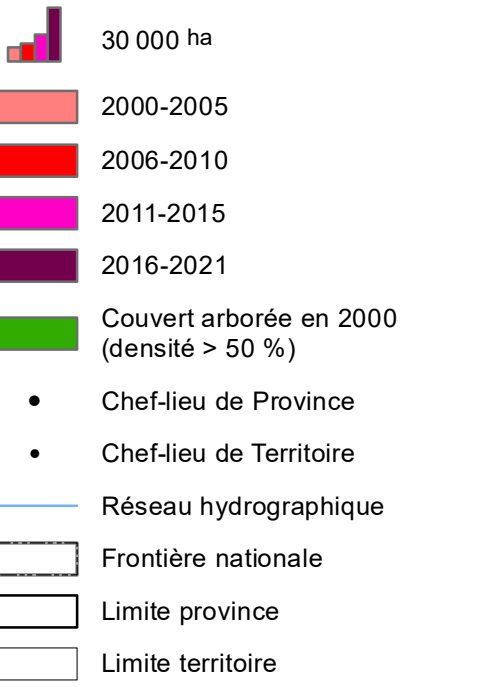 30 000 ha
2000-2005
2006-2010
2011-2015
2016-2021
Couvert arborée en 2000
(densité > 50 %)
Chef-lieu de Province
Chef-lieu de Territoire
Réseau hydrographique
Frontière nationale
Limite province
Limite territoire